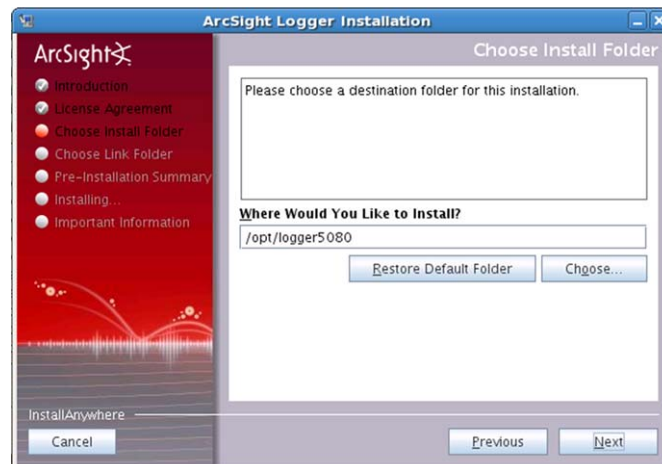 ArcSight Logger Installation
ArcSight
Choose Install Folder
Introduction
License Agreement
Choose Install Folder
Choose Link Folder
Pre-Installation Summary
Installing...
Important Information
Please choose a destination folder for this installation.
Where Would You Like to Install?
/opt/logger5080
Restore Default Folder
Choose...
InstallAnywhere
Cancel
Previous
Next